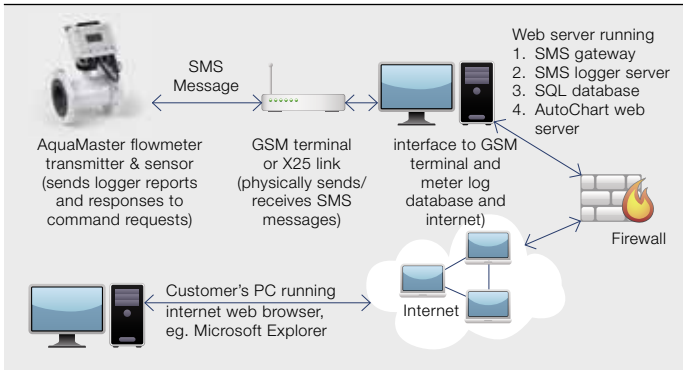 SMS
Message
Web server running
1. SMS gateway
2. SMS logger server
3. SQL database
4. AutoChart web
server
AquaMaster flowmeter
transmitter & sensor
(sends logger reports
and responses to
command requests)
GSM terminal
or X25 link
(physically sends/
receives SMS
messages)
interface to GSM
terminal and
meter log
database and
internet)
Firewall
Internet
Customer's PC running
internet web browser,
eg. Microsoft Explorer